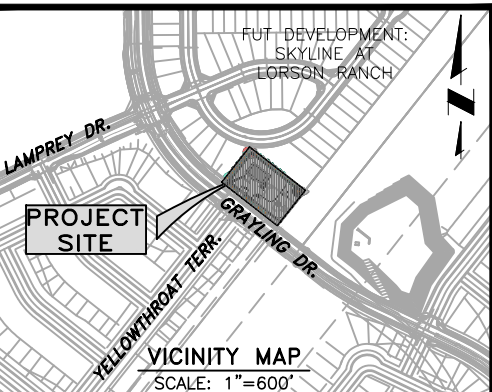 FUT DEVELOPMENT:
SKYLINE AT
LORSON RANCH
LAMPREY DR.
PROJECT
SITE
GRAYLING DR.
YELLOWTHROAT TERR.
VICINITY MAP
SCALE: 1"=600'